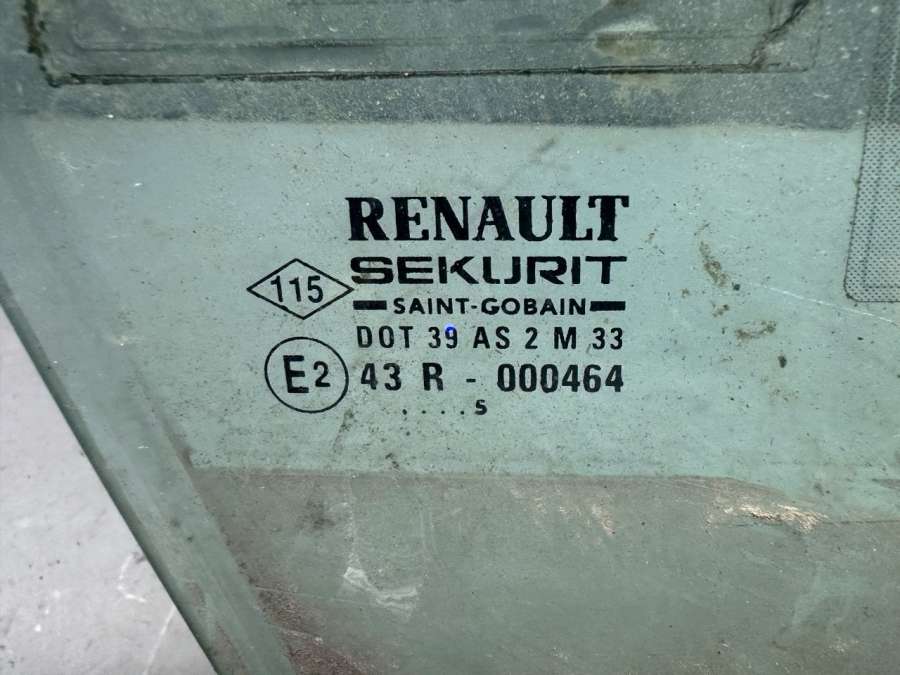 RENAULT
SEKURIT
115
SAINT-GOBAIN
DOT 39 AS 2 M 33
E2 43 R - 000464
. . . . s